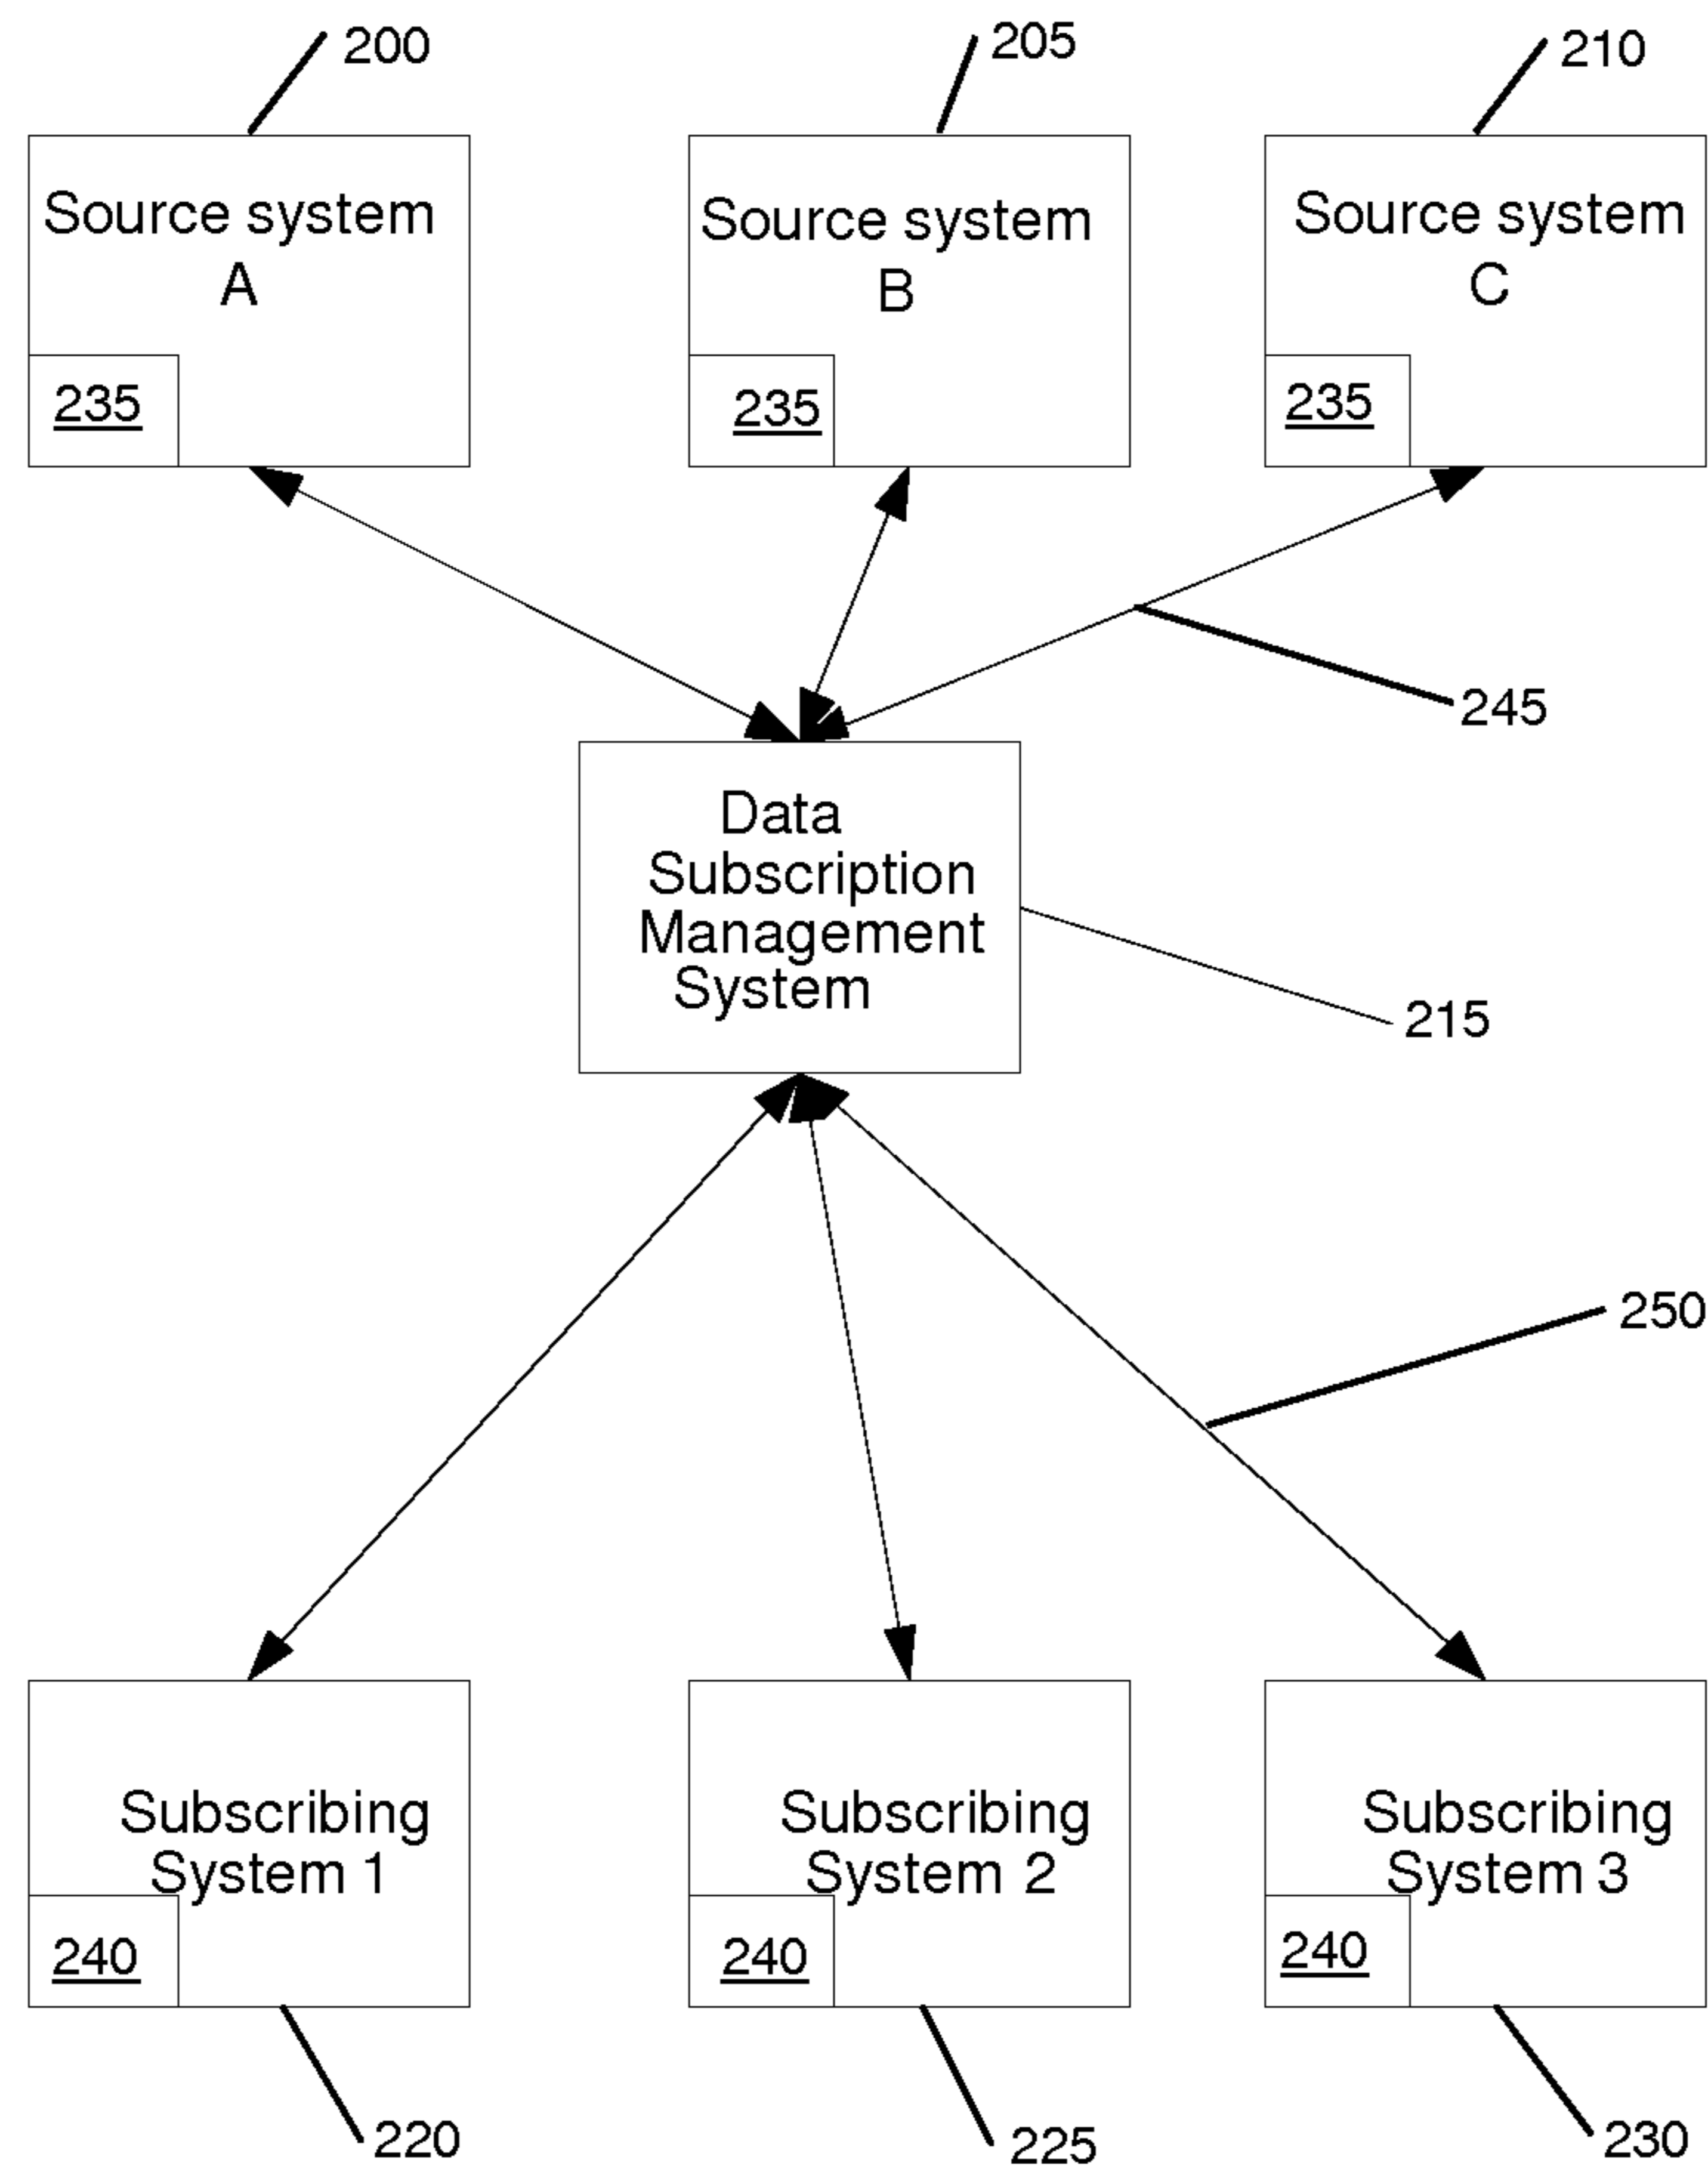 200
205
210
Source system
A
Source system
B
Source system
C
235
235
235
245
Data
Subscription
Management
System
215
250
Subscribing
System 1
Subscribing
System 2
Subscribing
System 3
240
240
240
220
225
230